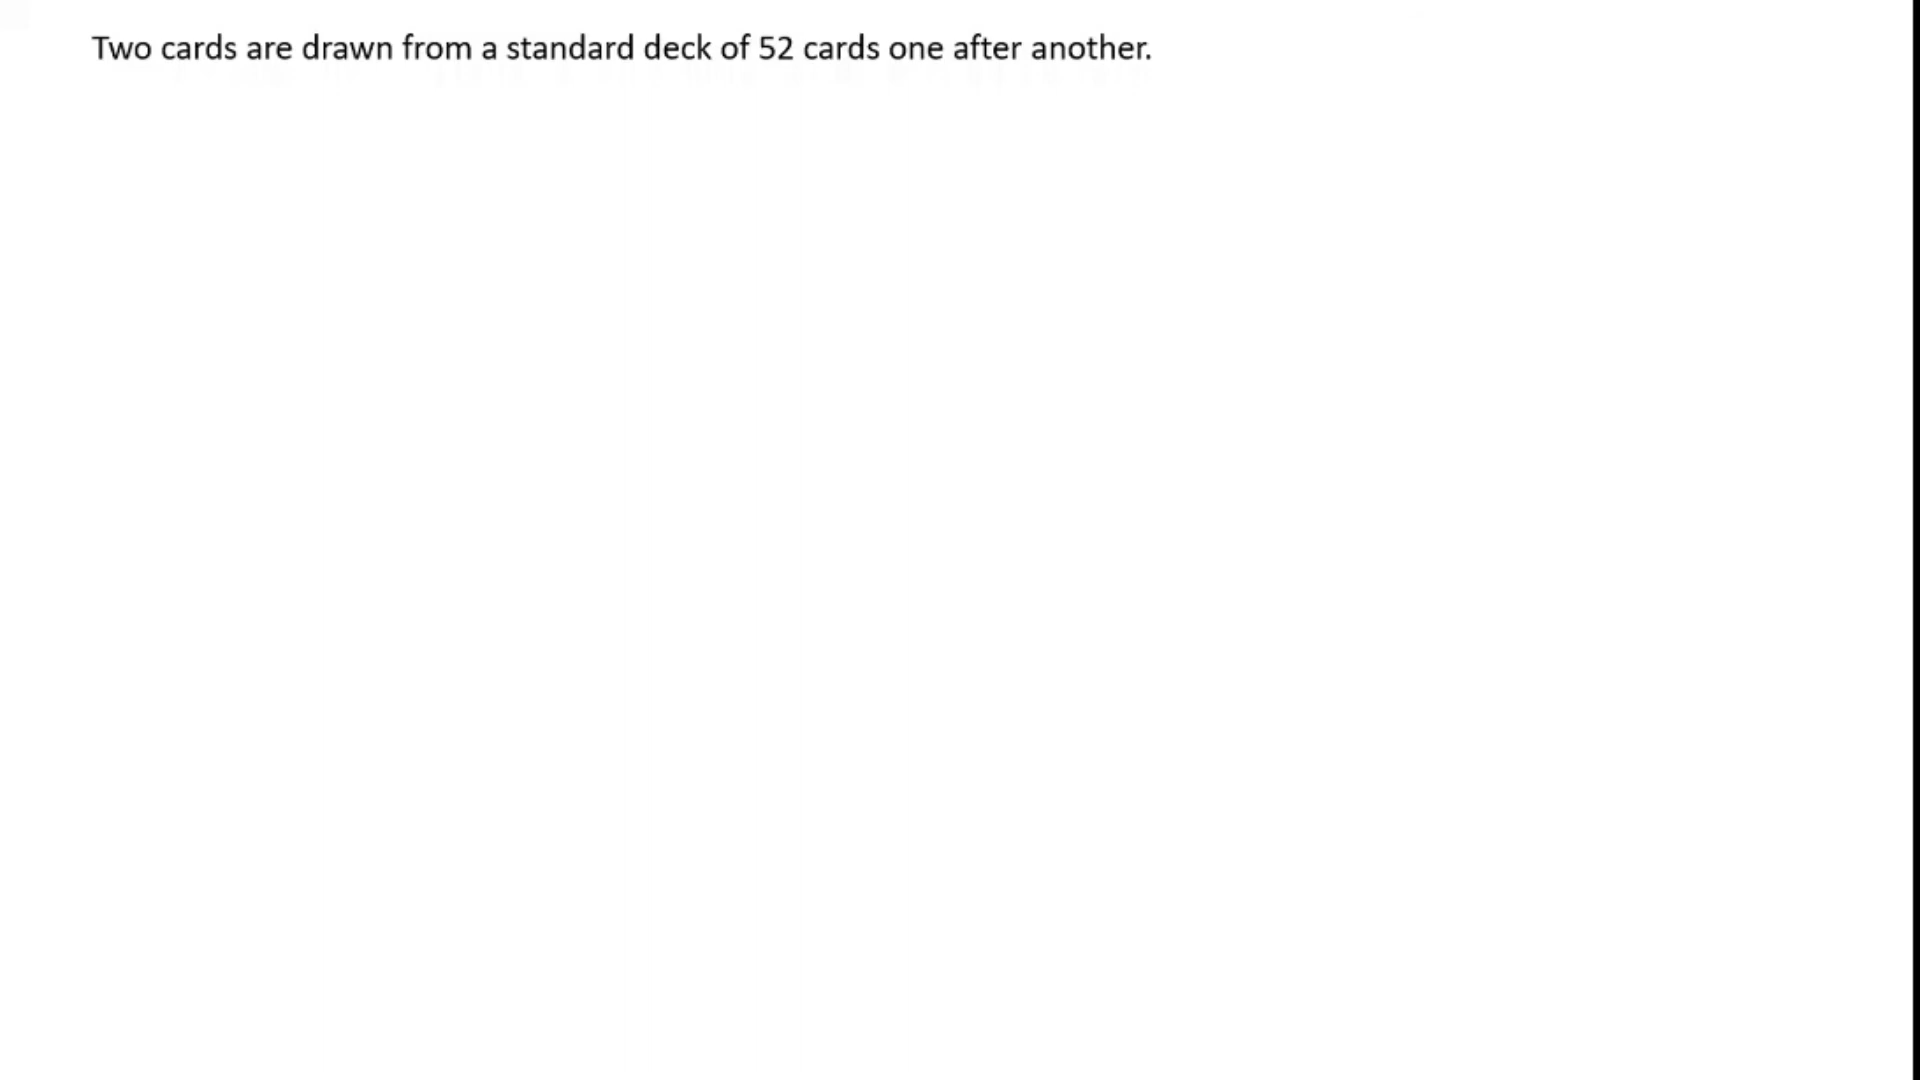 Two cards are drawn from a standard deck of 52 cards one after another.